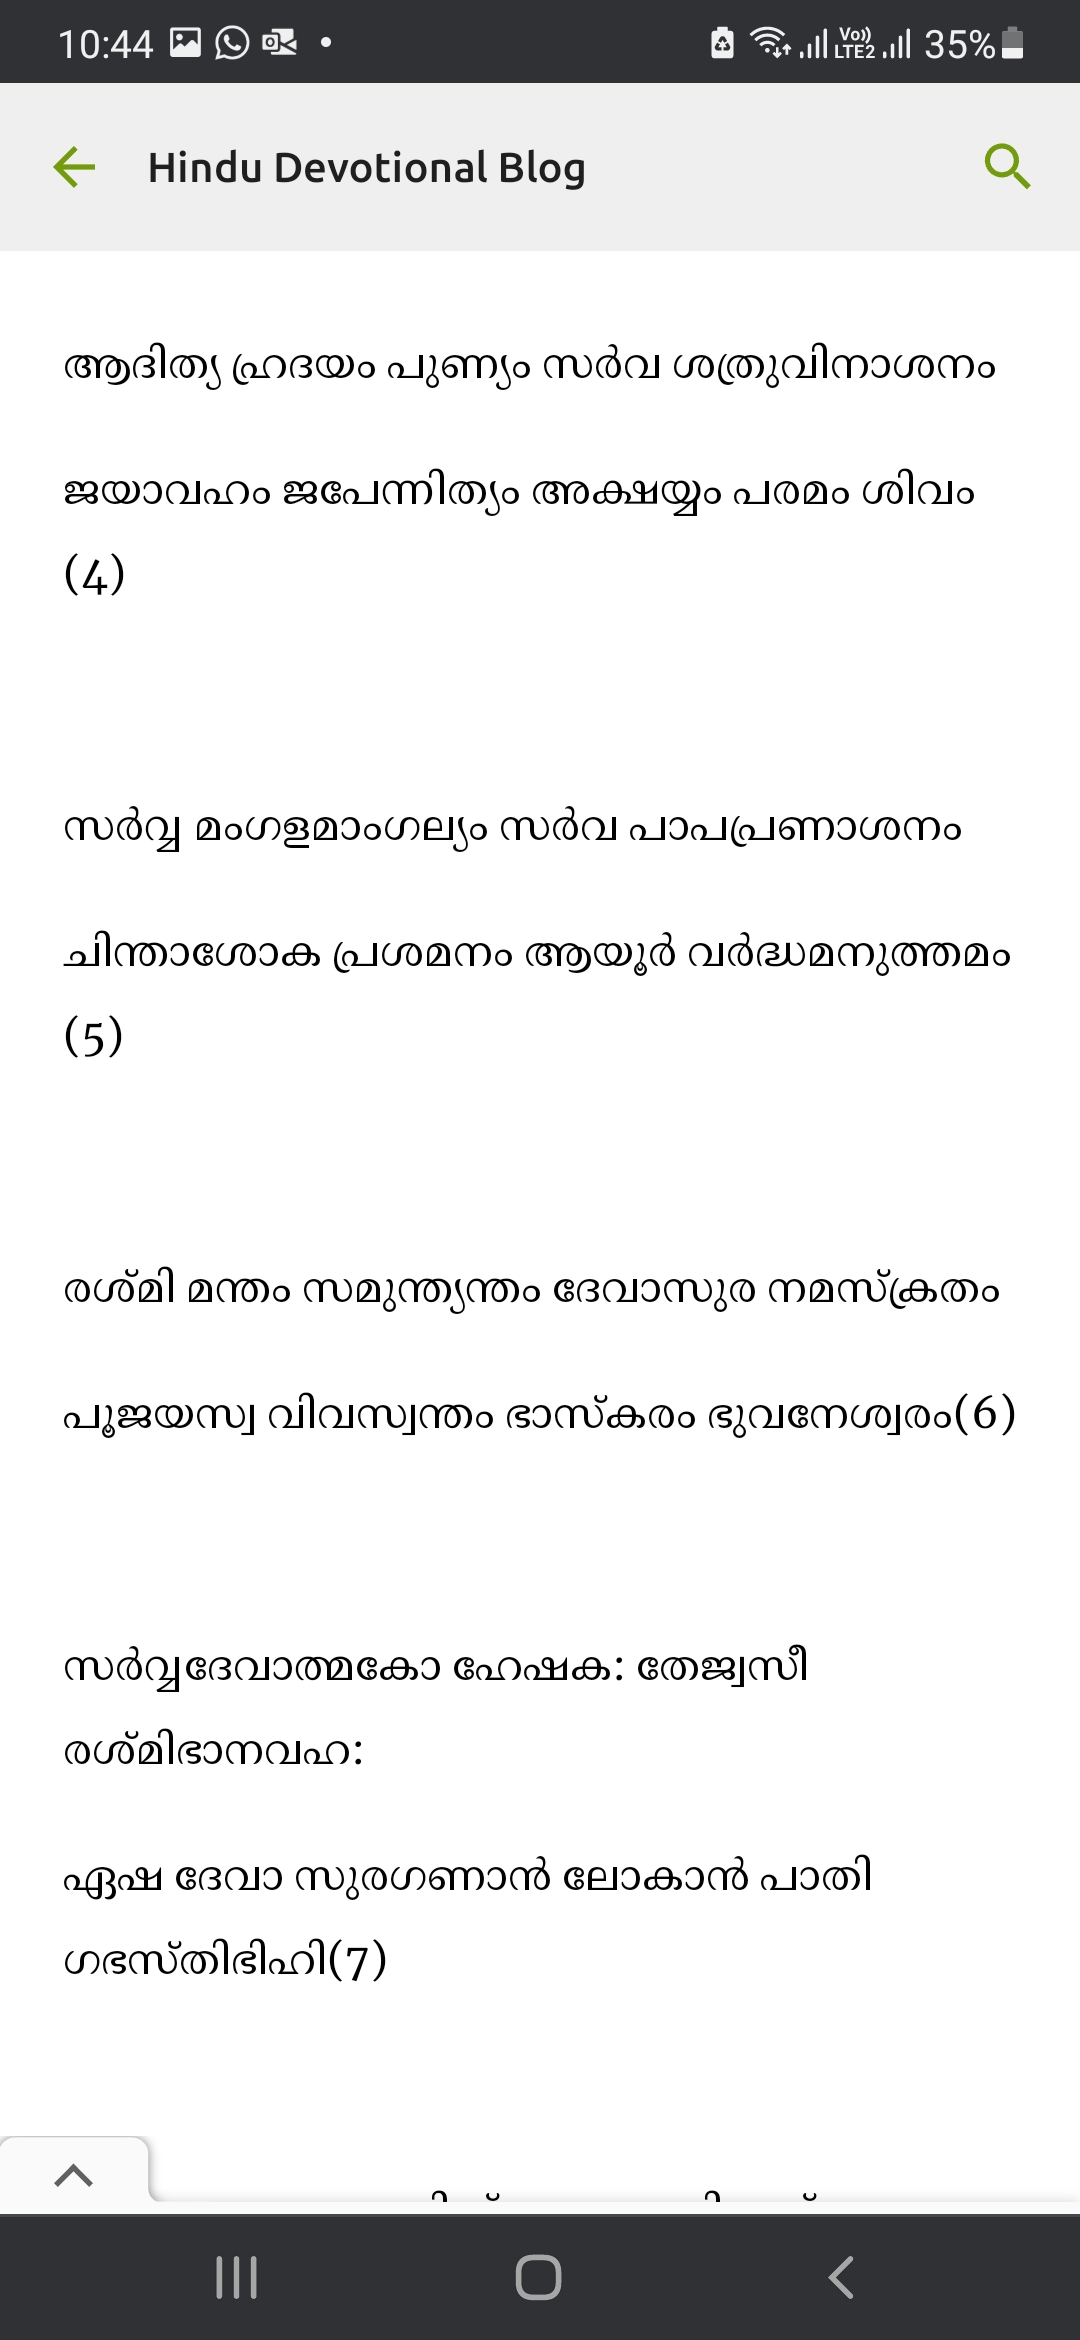 10:44
Vo)) LTE2 35%
Hindu Devotional Blog
ആദിത്യ ഹ്രദയം പുണ്യം സർവ ശത്രുവിനാശനം
ജയാവഹം ജപേന്നിത്യം അക്ഷയ്യം പരമം ശിവം
(4)
സർവ്വ മംഗളമാംഗല്യം സർവ പാപപ്രണാശനം
ചിന്താശോക പ്രശമനം ആയൂർ വർദ്ധമനുത്തമം
(5)
രശ്മി മന്തം സമുന്ത്യന്തം ദേവാസുര നമസ്ക്രതം
പൂജയസ്വ വിവസ്വന്തം ഭാസ്കരം ഭുവനേശ്വരം(6)
സർവ്വദേവാത്മകോ ഹേഷക: തേജ്വസീ
രശ്മിഭാനവഹ:
ഏഷ ദേവാ സുരഗണാൻ ലോകാൻ പാതി
ഗഭസ്തിഭിഹി(7)